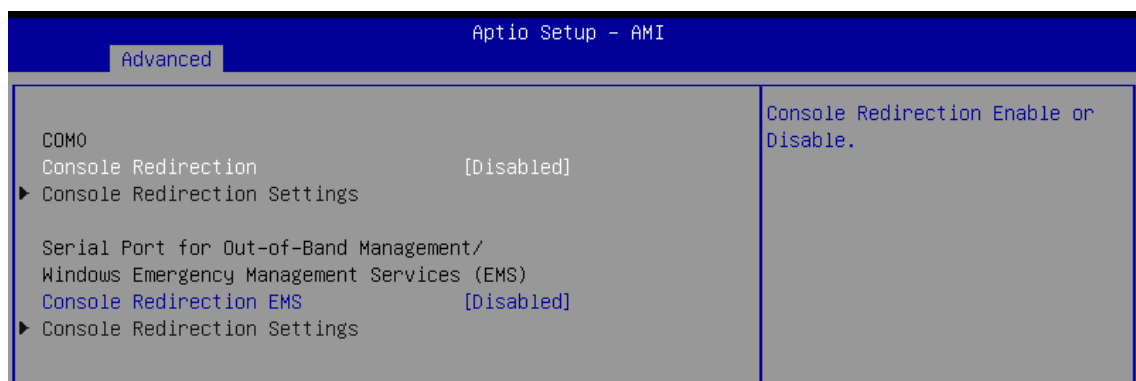 Aptio Setup – AMI
Advanced
COM0
Console Redirection [Disabled]
Console Redirection Settings
Serial Port for Out-of-Band Management/
Windows Emergency Management Services (EMS)
Console Redirection EMS [Disabled]
Console Redirection Settings
Console Redirection Enable or
Disable.